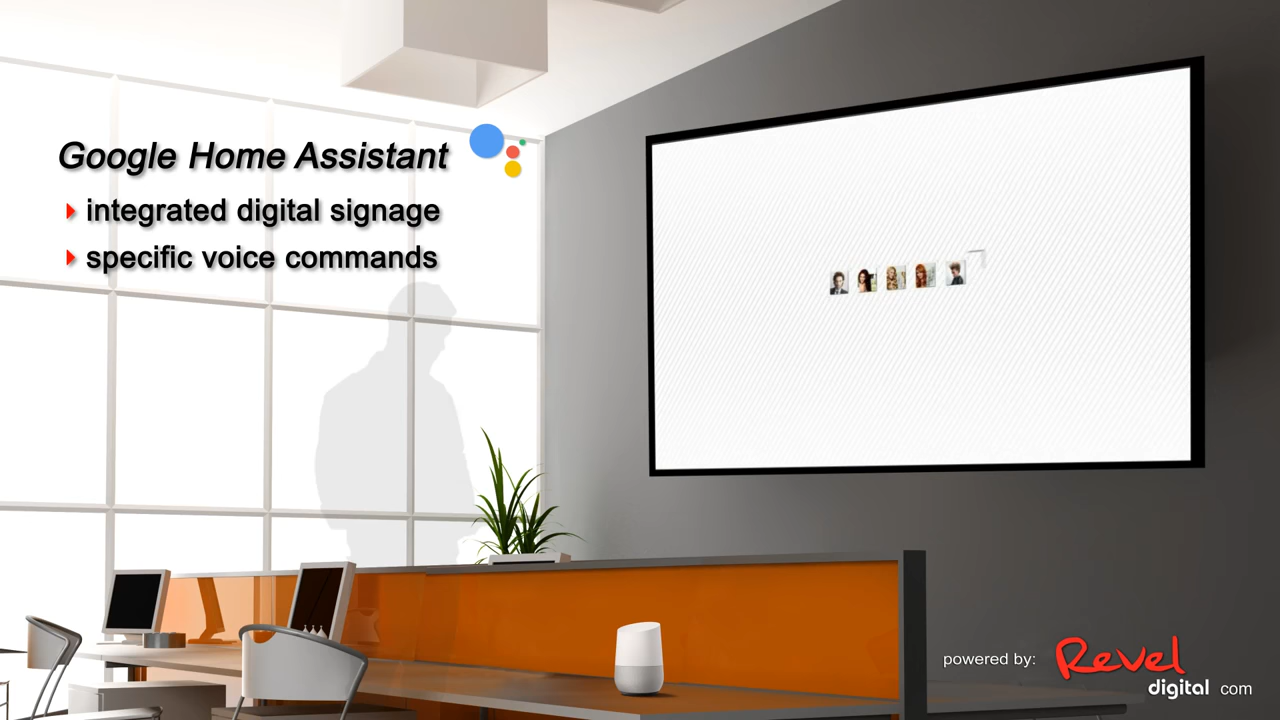 Google Home Assistant
integrated digital signage
specific voice commands
powered by: Revel
digital com